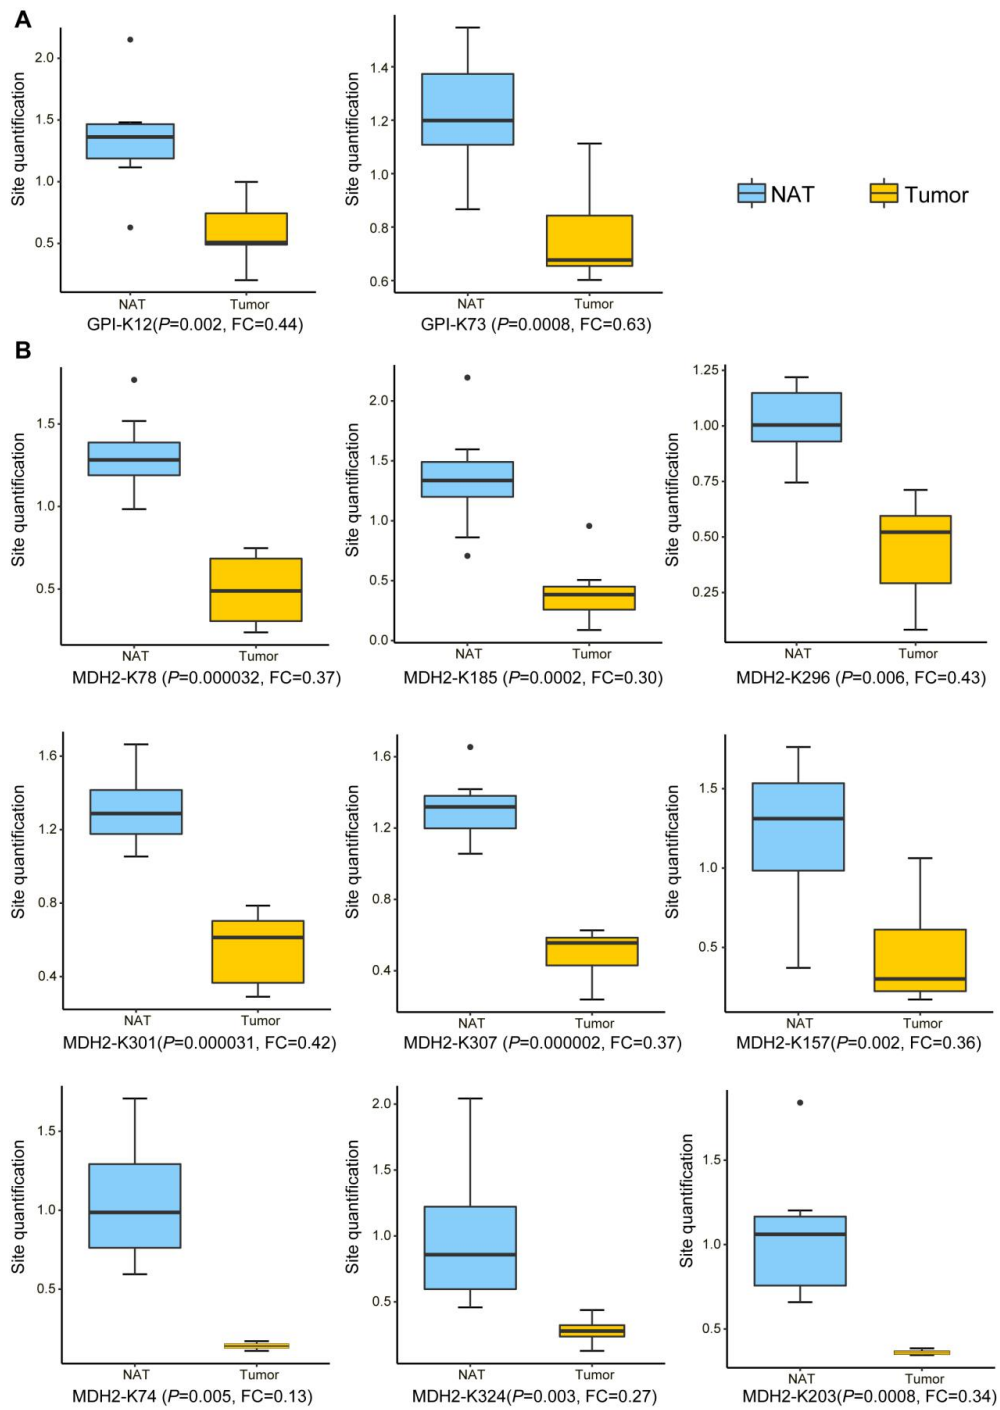 A
Site quantification
2.0
1.5
1.0
0.5
NAT
Tumor
GPI-K12(P=0.002, FC=0.44)
Site quantification
1.4
1.2
1.0
0.8
0.6
NAT
Tumor
GPI-K73 (P=0.0008, FC=0.63)
NAT
Tumor
B
Site quantification
1.5
1.0
0.5
NAT
Tumor
MDH2-K78 (P=0.000032, FC=0.37)
Site quantification
2.0
1.5
1.0
0.5
0.0
NAT
Tumor
MDH2-K185 (P=0.0002, FC=0.30)
Site quantification
1.25
1.00
0.75
0.50
0.25
NAT
Tumor
MDH2-K296 (P=0.006, FC=0.43)
Site quantification
1.6
1.2
0.8
0.4
NAT
Tumor
MDH2-K301(P=0.000031, FC=0.42)
Site quantification
1.6
1.2
0.8
0.4
NAT
Tumor
MDH2-K307 (P=0.000002, FC=0.37)
Site quantification
1.5
1.0
0.5
NAT
Tumor
MDH2-K157(P=0.002, FC=0.36)
Site quantification
1.5
1.0
0.5
NAT
Tumor
MDH2-K74 (P=0.005, FC=0.13)
Site quantification
2.0
1.5
1.0
0.5
NAT
Tumor
MDH2-K324(P=0.003, FC=0.27)
Site quantification
1.5
1.0
0.5
NAT
Tumor
MDH2-K203(P=0.0008, FC=0.34)